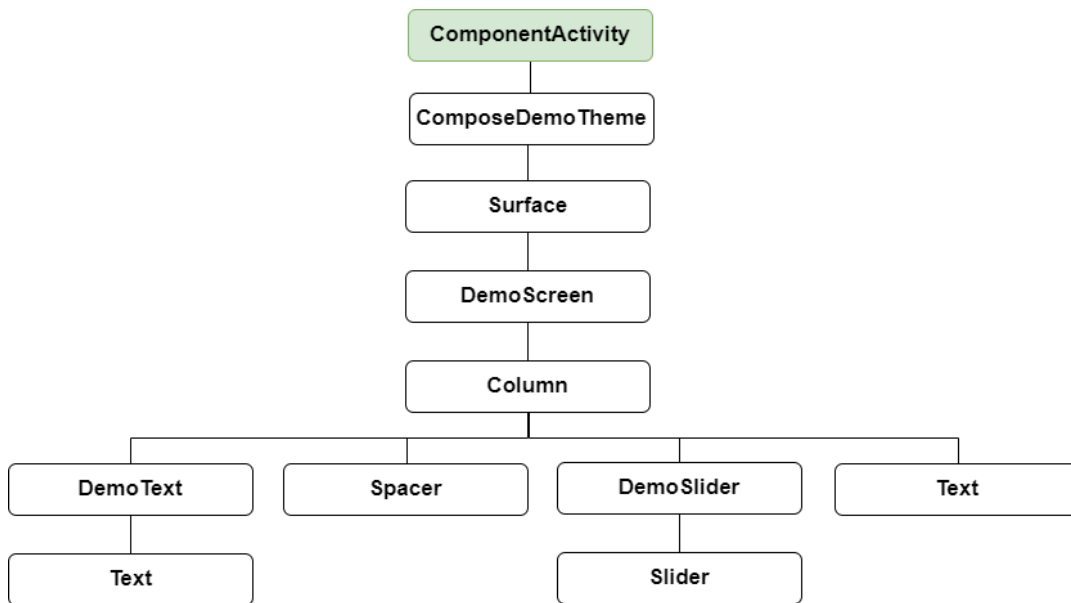 ComponentActivity
ComposeDemoTheme
Surface
DemoScreen
Column
DemoText
Spacer
DemoSlider
Text
Text
Slider